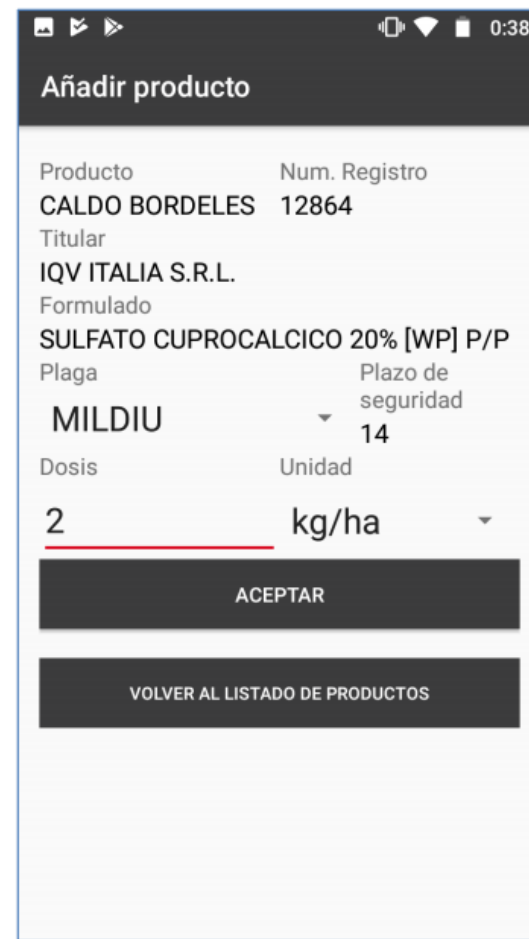 0:38
Añadir producto
Producto Num. Registro
CALDO BORDELES 12864
Titular
IQV ITALIA S.R.L.
Formulado
SULFATO CUPROCALCICO 20% [WP] P/P
Plaga Plazo de
seguridad
MILDIU
14
Dosis Unidad
2 kg/ha
ACEPTAR
VOLVER AL LISTADO DE PRODUCTOS